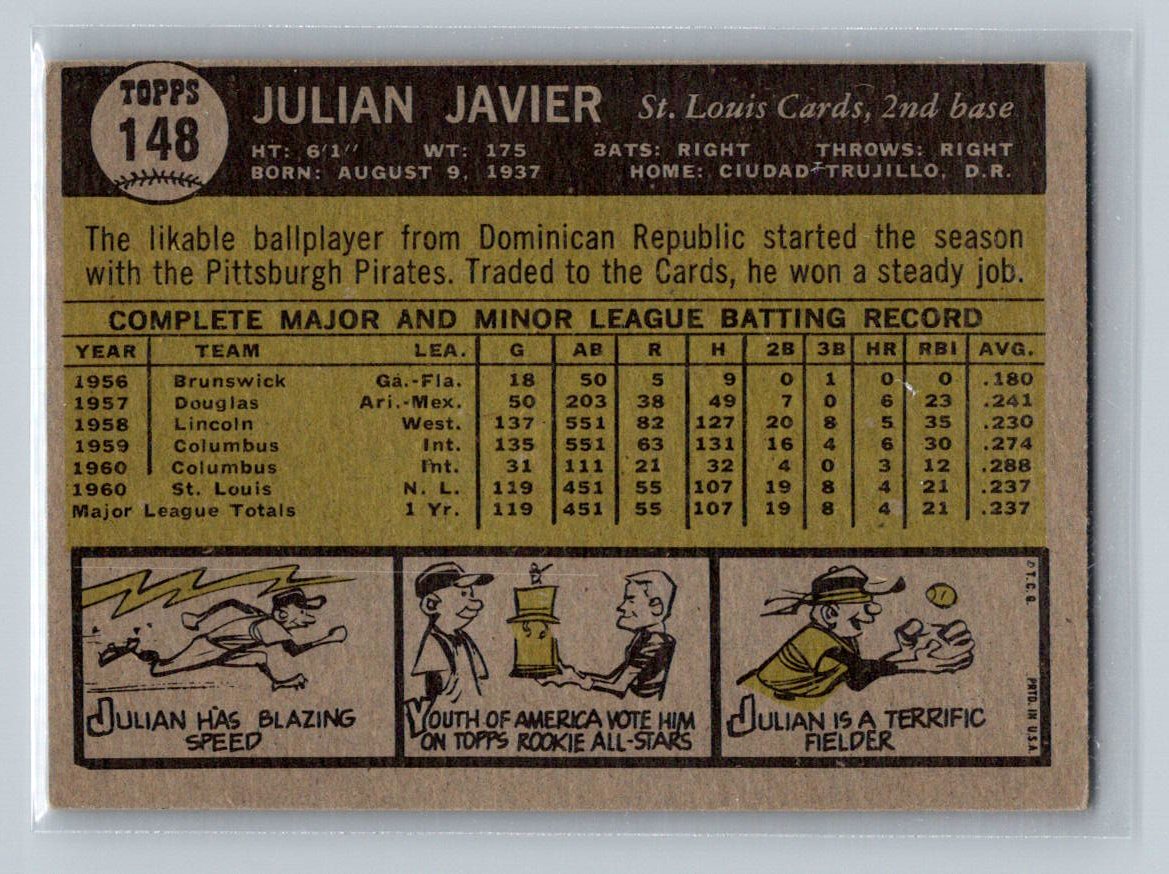 TOPPS
148
JULIAN JAVIER St. Louis Cards, 2nd base
HT: 6'1" WT: 175 BATS: RIGHT THROWS: RIGHT
BORN: AUGUST 9, 1937 HOME: CIUDAD TRUJILLO, D.R.
The likable ballplayer from Dominican Republic started the season
with the Pittsburgh Pirates. Traded to the Cards, he won a steady job.
COMPLETE MAJOR AND MINOR LEAGUE BATTING RECORD
YEAR TEAM LEA. G AB R H 2B 3B HR RBI AVG.
1956 Brunswick Ga.-Fla. 18 50 5 9 0 1 0 0 .180
1957 Douglas Ari.-Mex. 50 203 38 49 7 0 6 23 .241
1958 Lincoln West. 137 551 82 127 20 8 5 35 .230
1959 Columbus Int. 135 551 63 131 16 4 6 30 .274
1960 Columbus Int. 31 111 21 32 4 0 3 12 .288
1960 St. Louis N. L. 119 451 55 107 19 8 4 21 .237
Major League Totals 1 Yr. 119 451 55 107 19 8 4 21 .237
JULIAN HAS BLAZING
SPEED
YOUTH OF AMERICA VOTE HIM
ON TOPPS ROOKIE ALL-STARS
JULIAN IS A TERRIFIC
FIELDER
© T.C.G.
PRTD. IN U.S.A.